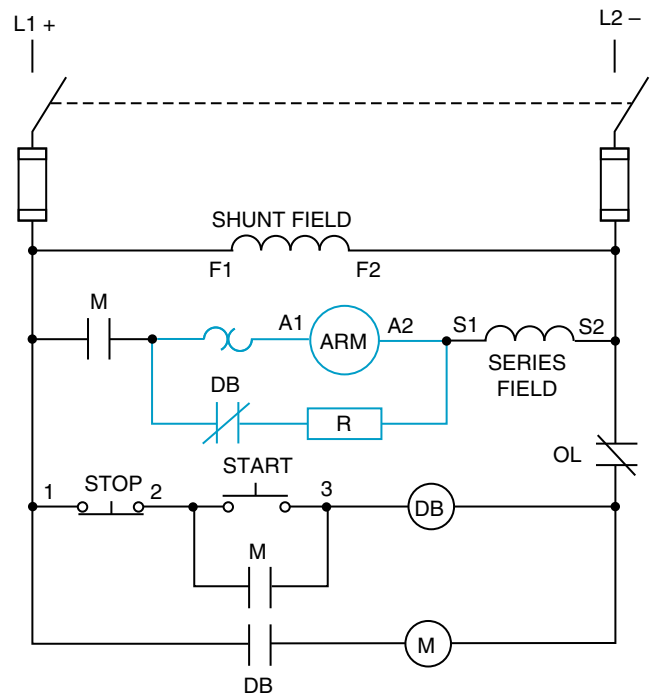 L1 + L2 –
SHUNT FIELD
F1 F2
M
A1 ARM A2 S1 S2
SERIES
FIELD
DB
R
OL
START
1 STOP 2 3
DB
M
M
DB